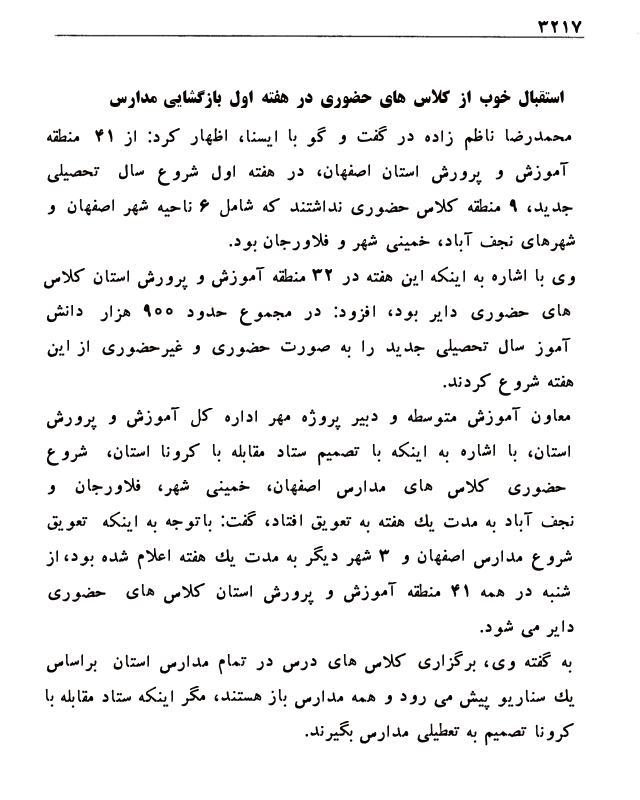 ۳۲۱۷
استقبال خوب از کلاس های حضوری در هفته اول بازگشایی مدارس
محمدرضا ناظم زاده در گفت و گو با ایسنا، اظهار کرد: از ۴۱ منطقه
آموزش و پرورش استان اصفهان، در هفته اول شروع سال تحصیلی
جدید، ۹ منطقه کلاس حضوری نداشتند که شامل ۶ ناحیه شهر اصفهان و
شهرهای نجف آباد، خمینی شهر و فلاورجان بود.
وی با اشاره به اینکه این هفته در ۳۲ منطقه آموزش و پرورش استان کلاس
های حضوری دایر بود، افزود: در مجموع حدود ۹۰۰ هزار دانش
آموز سال تحصیلی جدید را به صورت حضوری و غیرحضوری از این
هفته شروع کردند.
معاون آموزش متوسطه و دبیر پروژه مهر اداره کل آموزش و پرورش
استان، با اشاره به اینکه با تصمیم ستاد مقابله با کرونا استان، شروع
حضوری کلاس های مدارس اصفهان، خمینی شهر، فلاورجان و
نجف آباد به مدت یك هفته به تعویق افتاد، گفت: باتوجه به اینکه تعویق
شروع مدارس اصفهان و ۳ شهر دیگر به مدت یك هفته اعلام شده بود، از
شنبه در همه ۴۱ منطقه آموزش و پرورش استان کلاس های حضوری
دایر می شود.
به گفته وی، برگزاری کلاس های درس در تمام مدارس استان براساس
یك سناریو پیش می رود و همه مدارس باز هستند، مگر اینکه ستاد مقابله با
کرونا تصمیم به تعطیلی مدارس بگیرند.